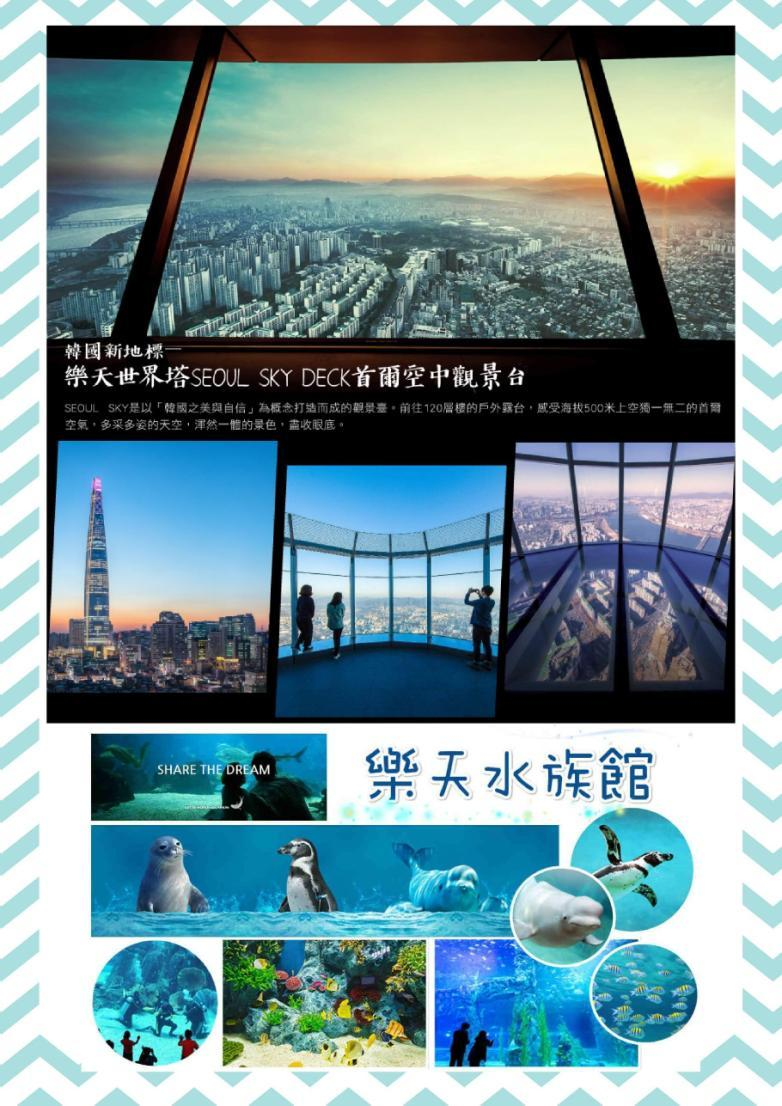 韓國新地標—
樂天世界塔SEOUL SKY DECK首爾空中觀景台
SEOUL SKY是以「韓國之美與自信」為概念打造而成的觀景臺。前往120層樓的戶外露台，感受海拔500米上空獨一無二的首爾
空氣，多采多姿的天空，渾然一體的景色，盡收眼底。
SHARE THE DREAM
樂天水族館